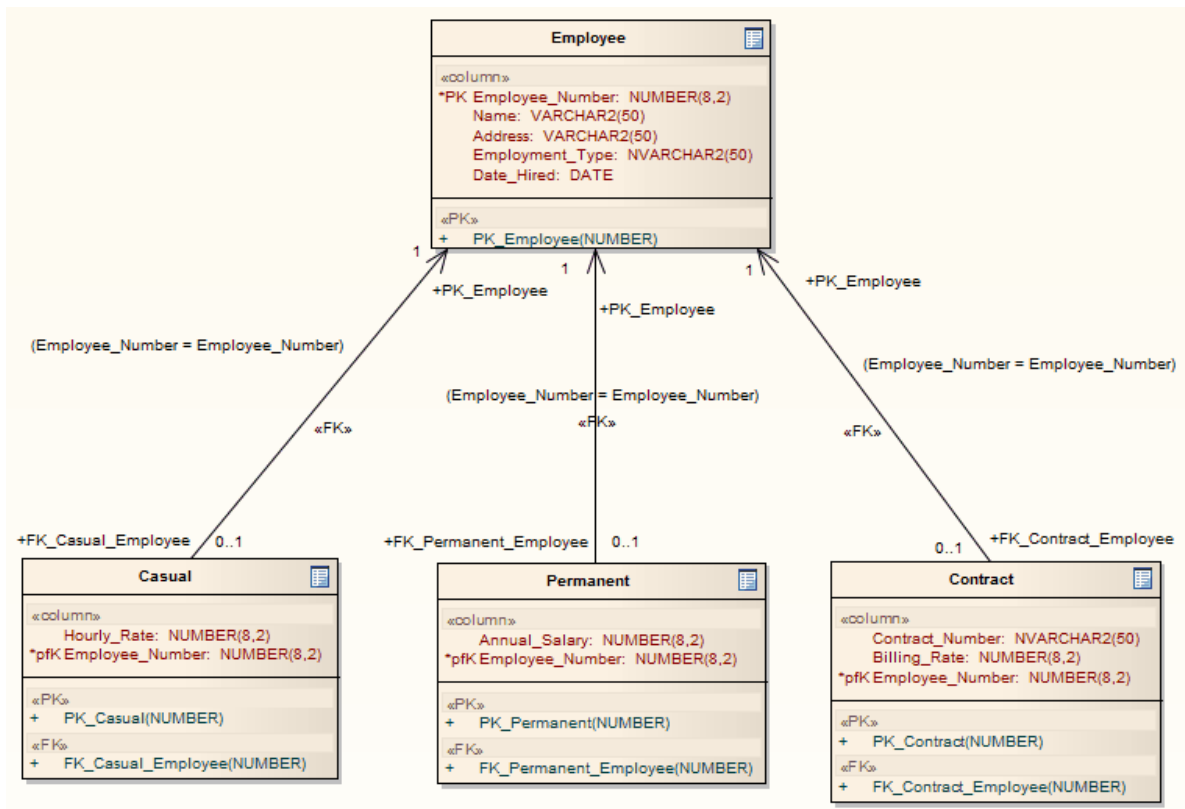 Employee
«column»
*PK Employee_Number: NUMBER(8,2)
Name: VARCHAR2(50)
Address: VARCHAR2(50)
Employment_Type: NVARCHAR2(50)
Date_Hired: DATE
«PK»
+ PK_Employee(NUMBER)
1
+PK_Employee
1
+PK_Employee
1
+PK_Employee
(Employee_Number = Employee_Number)
(Employee_Number = Employee_Number)
(Employee_Number = Employee_Number)
«FK»
«FK»
«FK»
+FK_Casual_Employee
0..1
+FK_Permanent_Employee
0..1
+FK_Contract_Employee
0..1
Casual
«column»
Hourly_Rate: NUMBER(8,2)
*pfK Employee_Number: NUMBER(8,2)
«PK»
+ PK_Casual(NUMBER)
«FK»
+ FK_Casual_Employee(NUMBER)
Permanent
«column»
Annual_Salary: NUMBER(8,2)
*pfK Employee_Number: NUMBER(8,2)
«PK»
+ PK_Permanent(NUMBER)
«FK»
+ FK_Permanent_Employee(NUMBER)
Contract
«column»
Contract_Number: NVARCHAR2(50)
Billing_Rate: NUMBER(8,2)
*pfK Employee_Number: NUMBER(8,2)
«PK»
+ PK_Contract(NUMBER)
«FK»
+ FK_Contract_Employee(NUMBER)